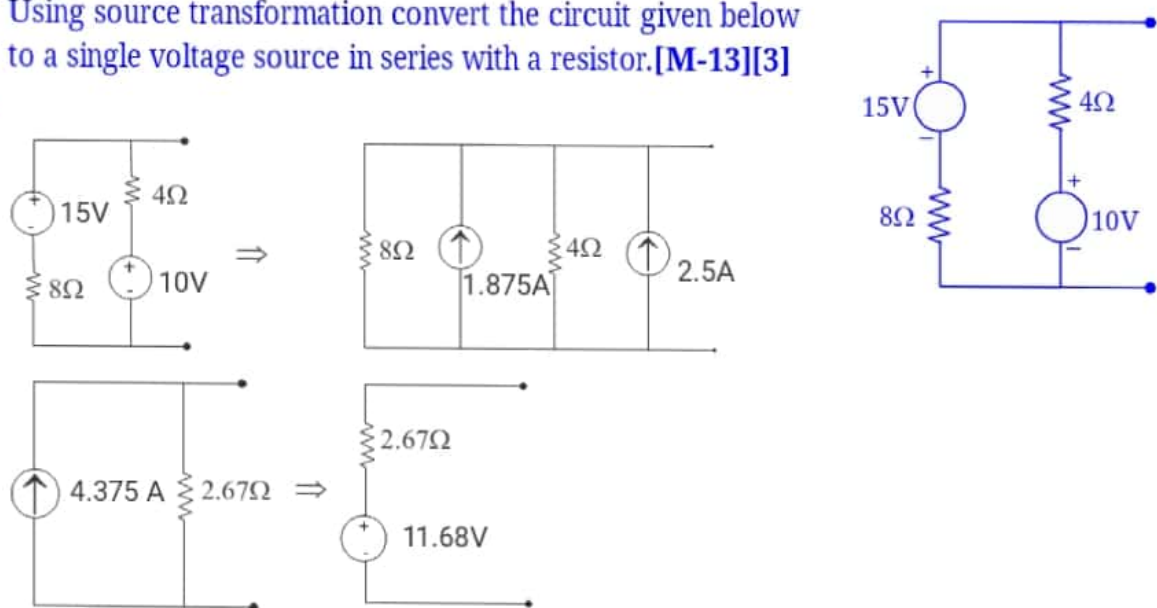 Using source transformation convert the circuit given below
to a single voltage source in series with a resistor.[M-13][3]
+
15V
-
8Ω
4Ω
+
10V
-
+
15V
-
8Ω
4Ω
+
10V
-
⇒
8Ω
1.875A
4Ω
2.5A
4.375 A
2.67Ω
⇒
2.67Ω
+
-
11.68V